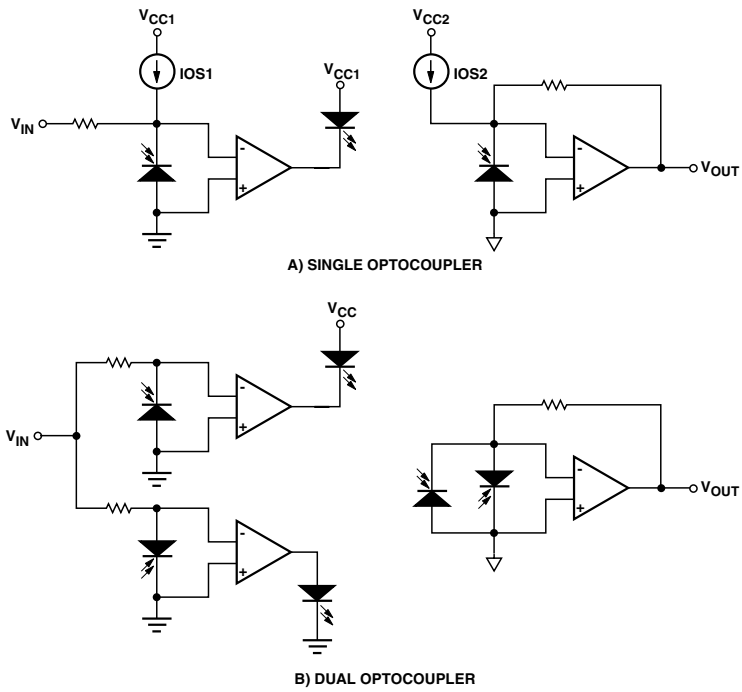 VCC1
VCC2
IOS1
VCC1
IOS2
VIN
-
+
-
+
VOUT
A) SINGLE OPTOCOUPLER
VCC
-
+
VIN
-
+
VOUT
-
+
B) DUAL OPTOCOUPLER